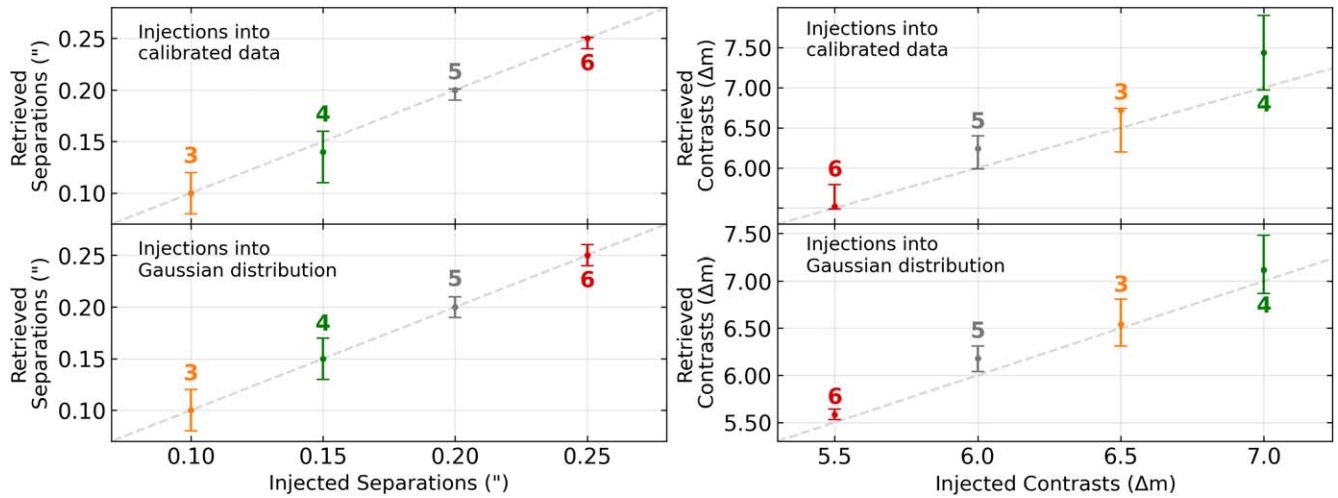 Retrieved
Separations (")
0.25
0.20
0.15
0.10
Injections into
calibrated data
3
4
5
6
Retrieved
Separations (")
0.25
0.20
0.15
0.10
Injections into
Gaussian distribution
3
4
5
6
0.10 0.15 0.20 0.25
Injected Separations (")
Retrieved
Contrasts (Δm)
7.50
7.00
6.50
6.00
Injections into
calibrated data
6
5
3
4
Retrieved
Contrasts (Δm)
7.50
7.00
6.50
6.00
5.50
Injections into
Gaussian distribution
6
5
3
4
5.5 6.0 6.5 7.0
Injected Contrasts (Δm)